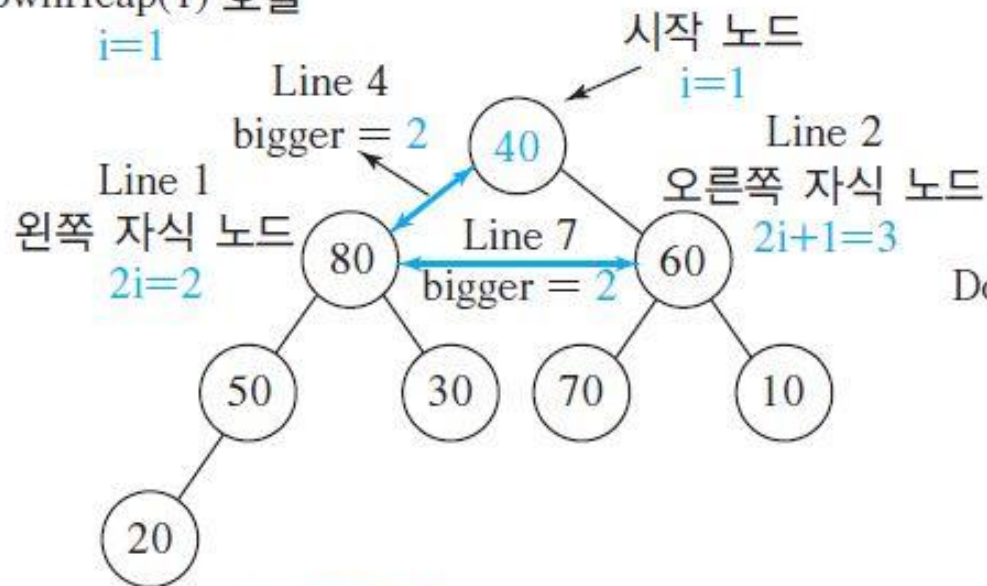 i=1
시작 노드
i=1
Line 4
bigger = 2
40
Line 2
오른쪽 자식 노드
2i+1=3
Line 1
왼쪽 자식 노드
2i=2
80
Line 7
bigger = 2
60
50
30
70
10
20